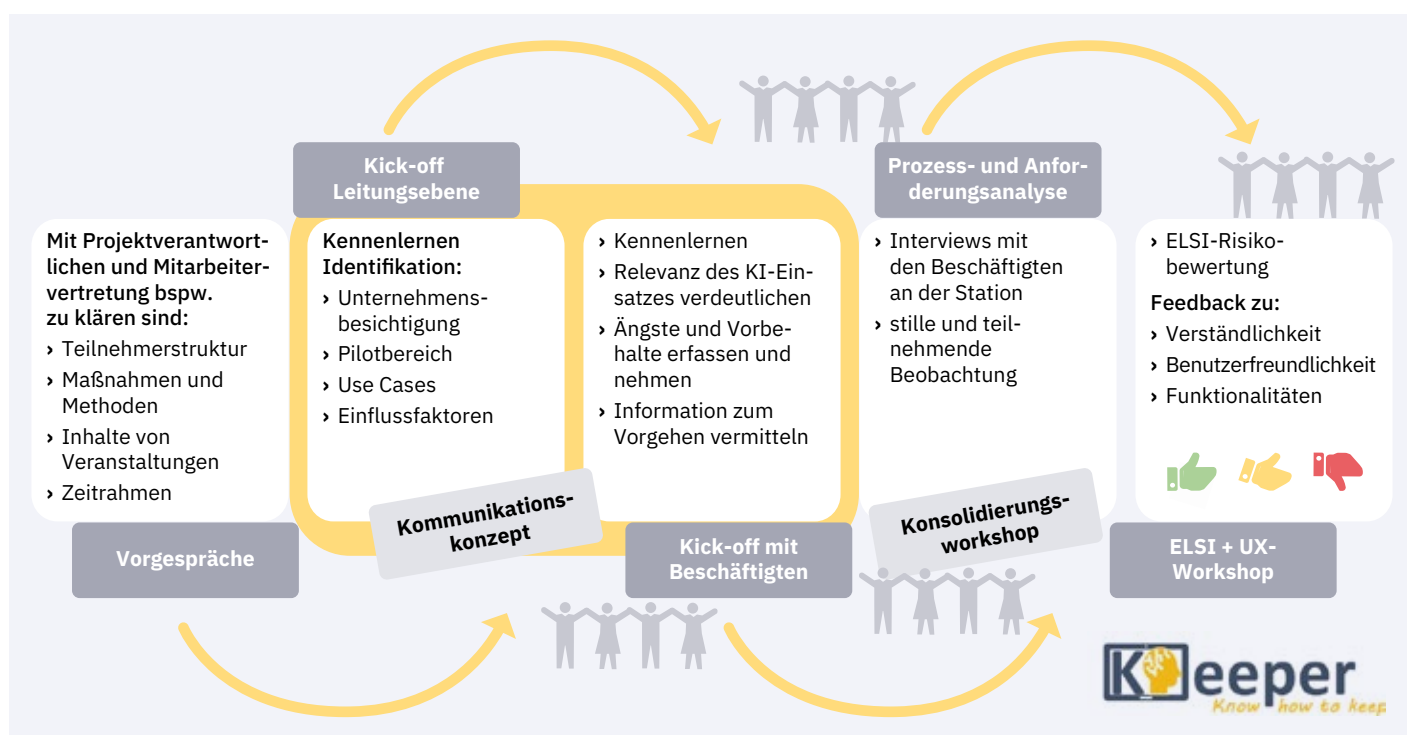 Kick-off
Leitungsebene
Prozess- und Anfor-
derungsanalyse
Mit Projektverantwort-
lichen und Mitarbeiter-
vertretung bspw.
zu klären sind:
› Teilnehmerstruktur
› Maßnahmen und
Methoden
› Inhalte von
Veranstaltungen
› Zeitrahmen
Vorgespräche
Kennenlernen
Identifikation:
› Unternehmens-
besichtigung
› Pilotbereich
› Use Cases
› Einflussfaktoren
Kommunikations-
konzept
› Kennenlernen
› Relevanz des KI-Ein-
satzes verdeutlichen
› Ängste und Vorbe-
halte erfassen und
nehmen
› Information zum
Vorgehen vermitteln
Kick-off mit
Beschäftigten
› Interviews mit
den Beschäftigten
an der Station
› stille und teil-
nehmende
Beobachtung
Konsolidierungs-
workshop
› ELSI-Risiko-
bewertung
Feedback zu:
› Verständlichkeit
› Benutzerfreundlichkeit
› Funktionalitäten
ELSI + UX-
Workshop
KIeeper
Know how to keep